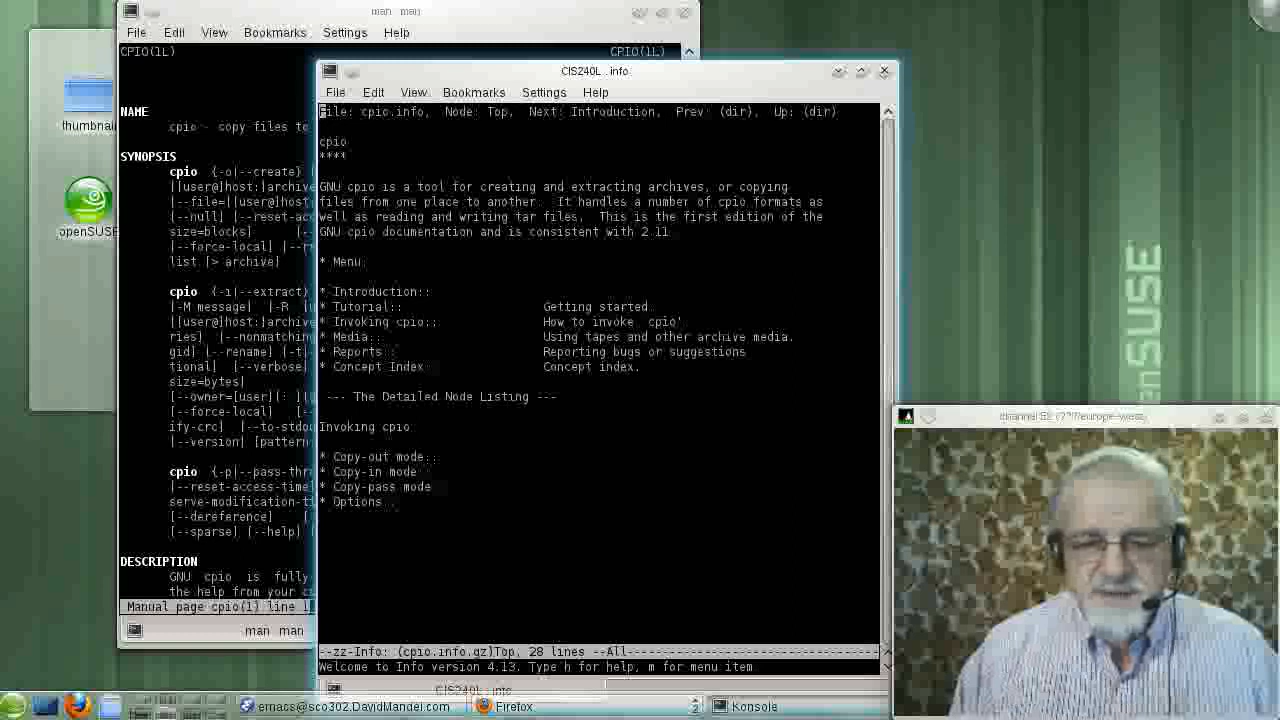 man man
File Edit View Bookmarks Settings Help
CPIO(1L) CPIO(1L)
NAME
cpio - copy files to
SYNOPSIS
cpio {-o|--create}
[[user@]host:]archive
[--file=[[user@]host
[--null] [--reset-acc
size=blocks]
[--force-local]
list [> archive]
cpio {-i|--extract}
[-M message] [-R
[[user@]host:]archive
ries] [--nonmatching
gid] [--rename] [-t|
tional] [--verbose]
size=bytes]
[--owner=[user][:.]
[--force-local]
ify-crc] [--to-stdou
[--version] [pattern
cpio {-p|--pass-thr
[--reset-access-time
serve-modification-ti
[--dereference]
[--sparse] [--help]
DESCRIPTION
GNU cpio is fully
the help from your
Manual page cpio(1) line 1
man man
CIS240L : info
File Edit View Bookmarks Settings Help
File: cpio.info, Node: Top, Next: Introduction, Prev: (dir), Up: (dir)
cpio
****
GNU cpio is a tool for creating and extracting archives, or copying
files from one place to another. It handles a number of cpio formats as
well as reading and writing tar files. This is the first edition of the
GNU cpio documentation and is consistent with 2.11.
* Menu:
* Introduction::
* Tutorial:: Getting started.
* Invoking cpio:: How to invoke `cpio'
* Media:: Using tapes and other archive media.
* Reports:: Reporting bugs or suggestions
* Concept Index:: Concept index.
--- The Detailed Node Listing ---
Invoking cpio
* Copy-out mode::
* Copy-in mode::
* Copy-pass mode::
* Options::
--zz-Info: (cpio.info.gz)Top, 28 lines --All--
Welcome to Info version 4.13. Type h for help, m for menu item.
CIS240L : info
thumbnail
openSUSE
enSUSE
emacs@sco302.DavidMandel.com
Firefox
2
Konsole